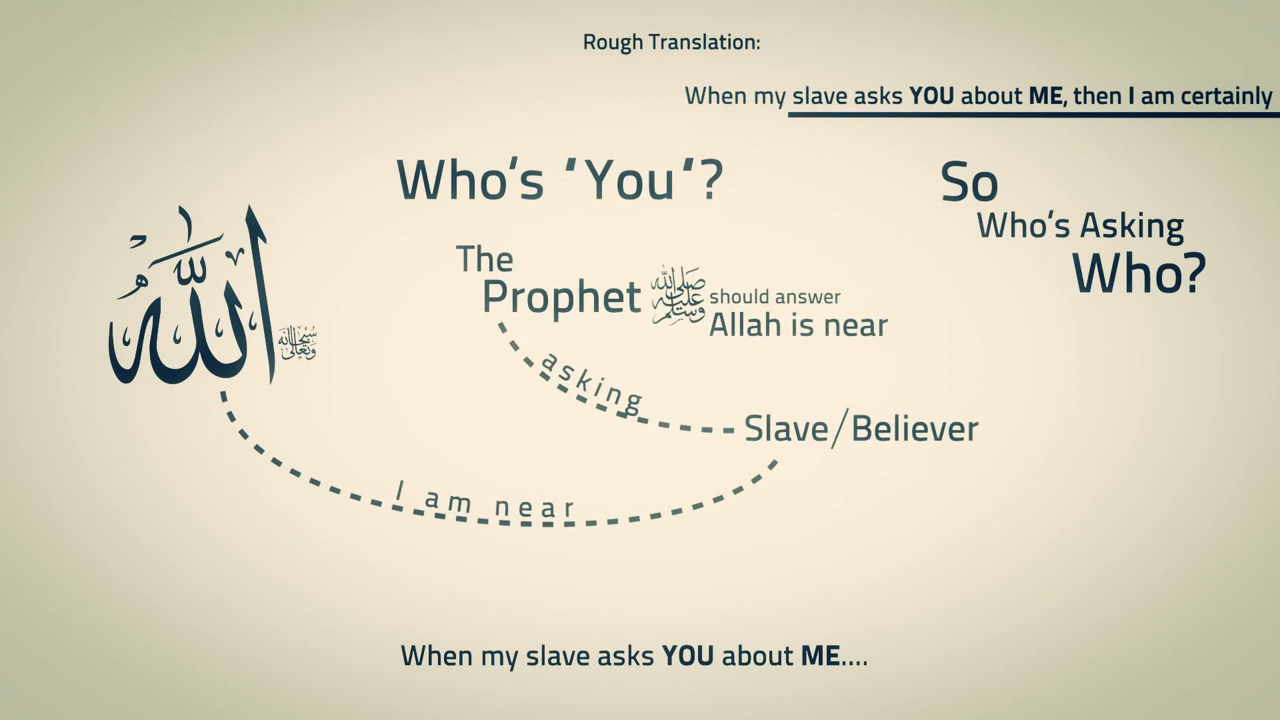 Rough Translation:
When my slave asks YOU about ME, then I am certainly
Who's 'You'?
So
Who's Asking
Who?
الله
سبحانه وتعالى
The
Prophet صلى الله عليه وسلم should answer
Allah is near
asking
Slave/Believer
I am near
When my slave asks YOU about ME....